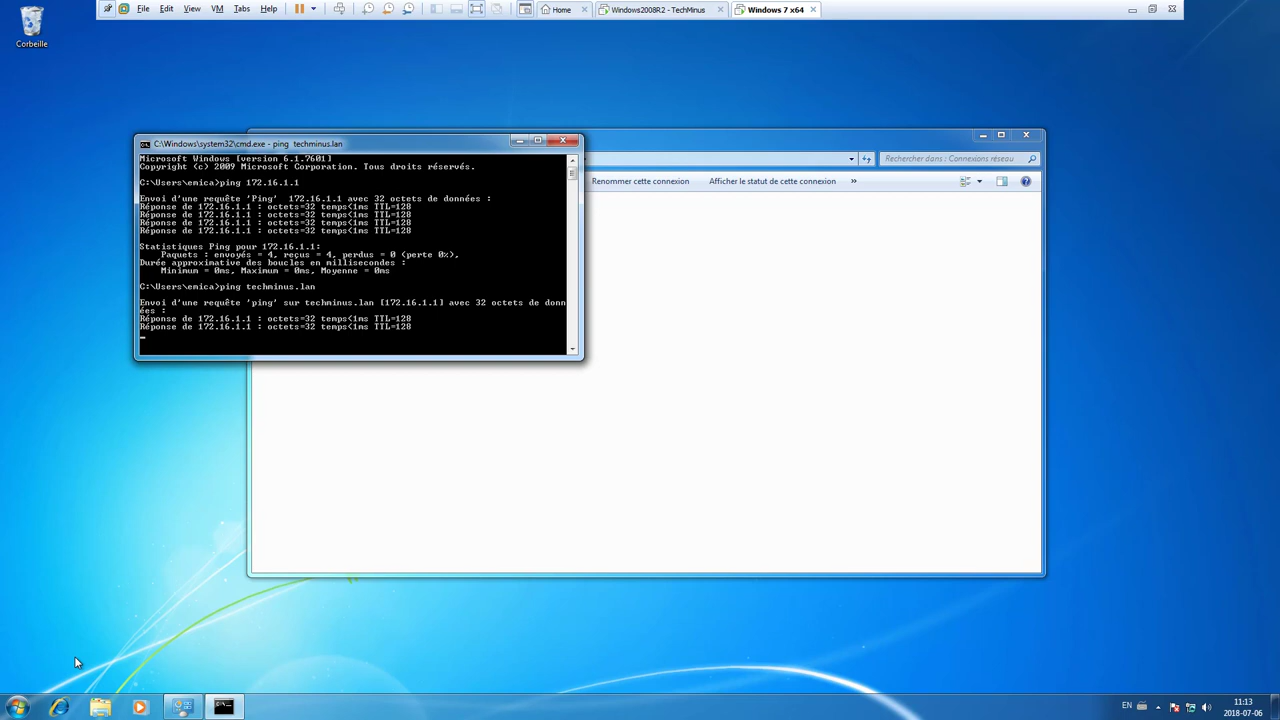 File Edit View VM Tabs Help Home Windows2008R2 - TechMinus Windows 7 x64
Corbeille
C:\Windows\system32\cmd.exe - ping techminus.lan
Microsoft Windows [version 6.1.7601]
Copyright (c) 2009 Microsoft Corporation. Tous droits réservés.
C:\Users\emica>ping 172.16.1.1
Envoi d'une requête 'Ping' 172.16.1.1 avec 32 octets de données :
Réponse de 172.16.1.1 : octets=32 temps<1ms TTL=128
Réponse de 172.16.1.1 : octets=32 temps<1ms TTL=128
Réponse de 172.16.1.1 : octets=32 temps<1ms TTL=128
Réponse de 172.16.1.1 : octets=32 temps<1ms TTL=128
Statistiques Ping pour 172.16.1.1:
Paquets : envoyés = 4, reçus = 4, perdus = 0 (perte 0%),
Durée approximative des boucles en millisecondes :
Minimum = 0ms, Maximum = 0ms, Moyenne = 0ms
C:\Users\emica>ping techminus.lan
Envoi d'une requête 'ping' sur techminus.lan [172.16.1.1] avec 32 octets de donn
ées :
Réponse de 172.16.1.1 : octets=32 temps<1ms TTL=128
Réponse de 172.16.1.1 : octets=32 temps<1ms TTL=128
Rechercher dans : Connexions réseau
Renommer cette connexion Afficher le statut de cette connexion »
EN 11:13
2018-07-06